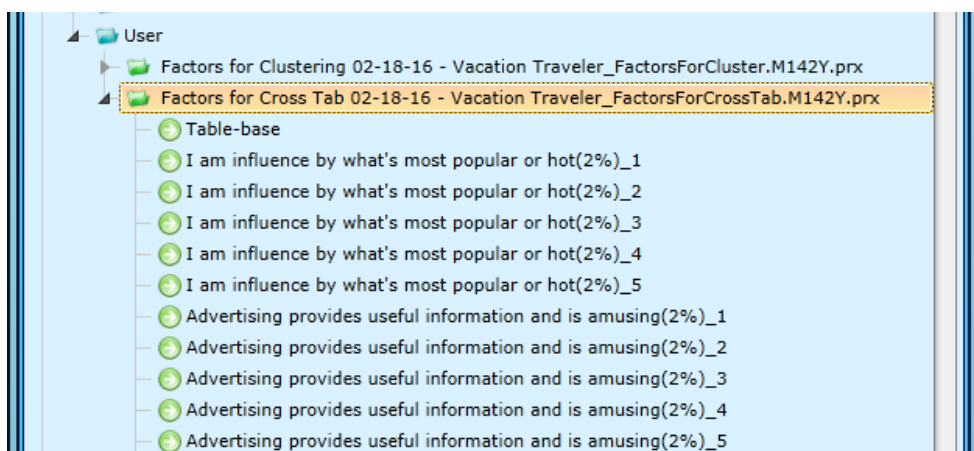 User
Factors for Clustering 02-18-16 - Vacation Traveler_FactorsForCluster.M142Y.prx
Factors for Cross Tab 02-18-16 - Vacation Traveler_FactorsForCrossTab.M142Y.prx
Table-base
I am influence by what's most popular or hot(2%)_1
I am influence by what's most popular or hot(2%)_2
I am influence by what's most popular or hot(2%)_3
I am influence by what's most popular or hot(2%)_4
I am influence by what's most popular or hot(2%)_5
Advertising provides useful information and is amusing(2%)_1
Advertising provides useful information and is amusing(2%)_2
Advertising provides useful information and is amusing(2%)_3
Advertising provides useful information and is amusing(2%)_4
Advertising provides useful information and is amusing(2%)_5